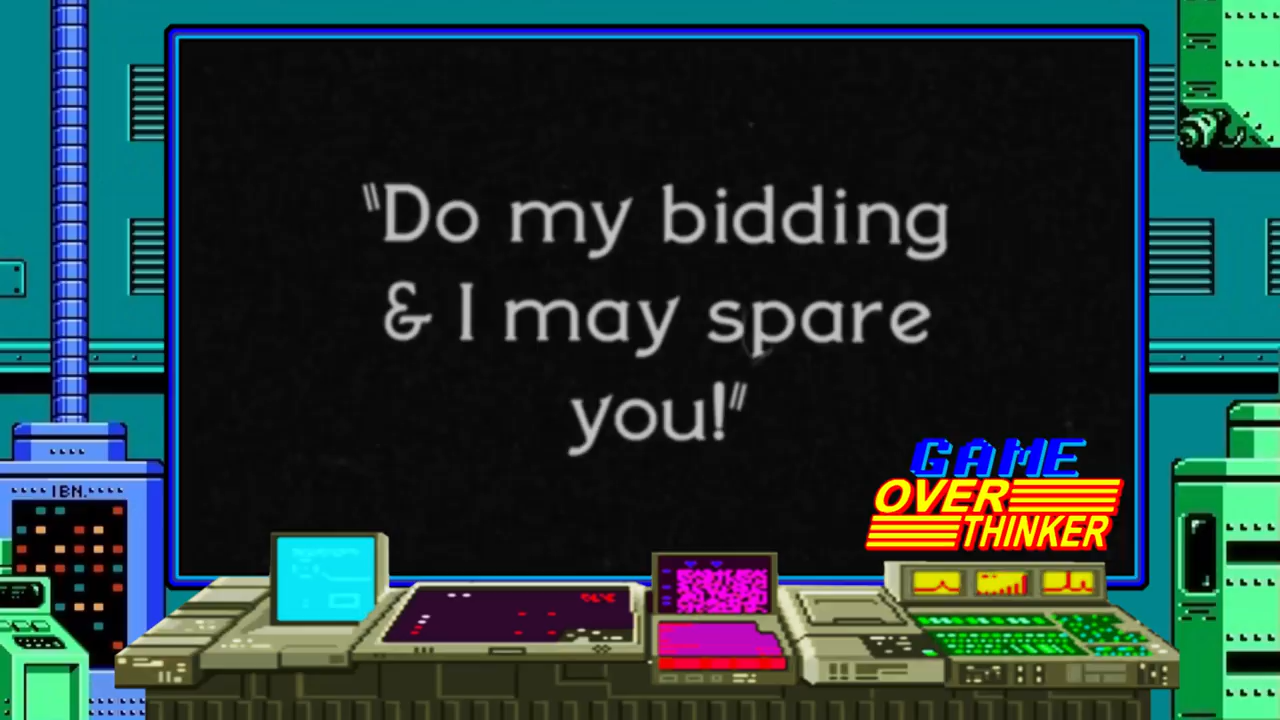 "Do my bidding
& I may spare
you!"
GAME
OVER
THINKER
IBN.